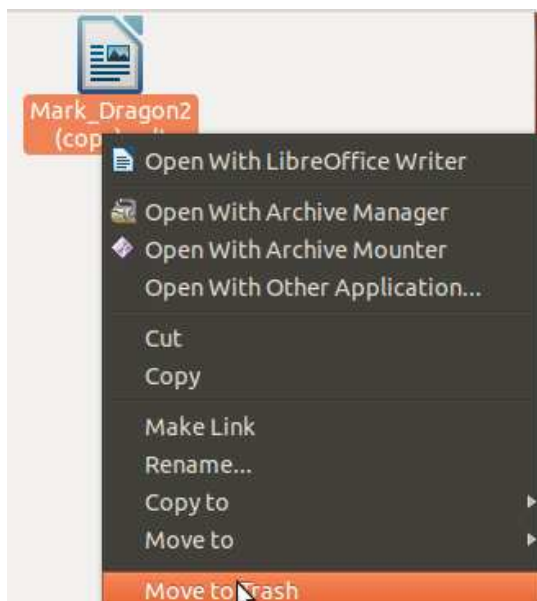 Mark_Dragon2
Open With LibreOffice Writer
Open With Archive Manager
Open With Archive Mounter
Open With Other Application...
Cut
Copy
Make Link
Rename...
Copy to
Move to
Move to Trash